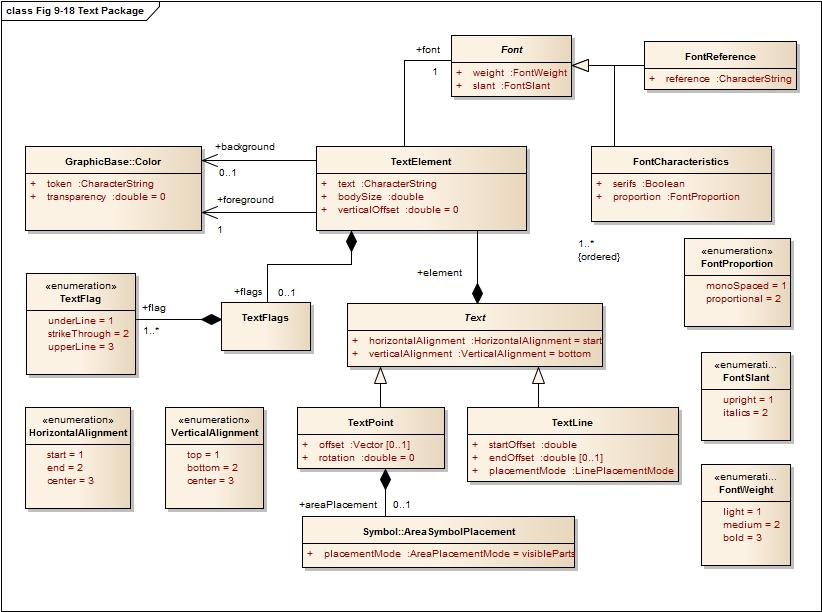 class Fig 9-18 Text Package
Font
+ weight :FontWeight
+ slant :FontSlant
+font
1
FontReference
+ reference :CharacterString
GraphicBase::Color
+ token :CharacterString
+ transparency :double = 0
+background
0..1
+foreground
1
TextElement
+ text :CharacterString
+ bodySize :double
+ verticalOffset :double = 0
FontCharacteristics
+ serifs :Boolean
+ proportion :FontProportion
1..*
{ordered}
«enumeration»
FontProportion
monoSpaced = 1
proportional = 2
«enumeration»
TextFlag
underLine = 1
strikeThrough = 2
upperLine = 3
+flag
1..*
+flags
0..1
TextFlags
+element
Text
+ horizontalAlignment :HorizontalAlignment = start
+ verticalAlignment :VerticalAlignment = bottom
«enumerati...
FontSlant
upright = 1
italics = 2
«enumeration»
HorizontalAlignment
start = 1
end = 2
center = 3
«enumeration»
VerticalAlignment
top = 1
bottom = 2
center = 3
TextPoint
+ offset :Vector [0..1]
+ rotation :double = 0
TextLine
+ startOffset :double
+ endOffset :double [0..1]
+ placementMode :LinePlacementMode
«enumerati...
FontWeight
light = 1
medium = 2
bold = 3
+areaPlacement
0..1
Symbol::AreaSymbolPlacement
+ placementMode :AreaPlacementMode = visibleParts